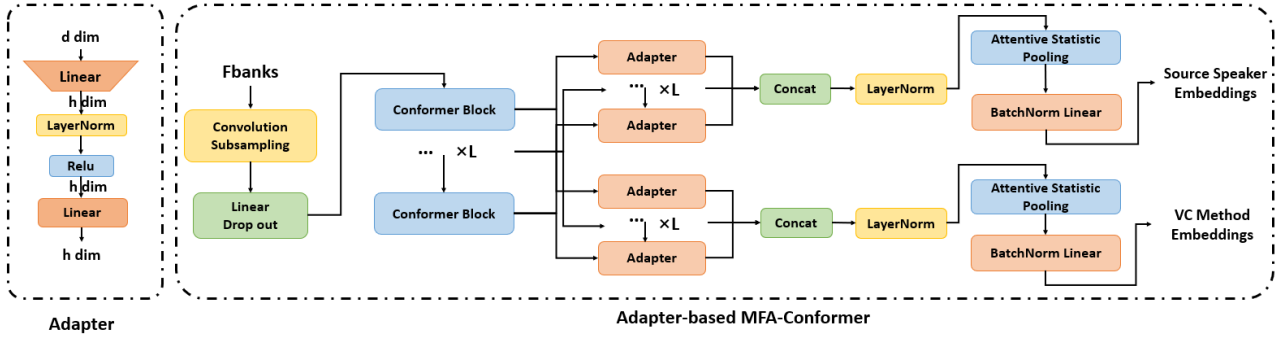 d dim
Linear
h dim
LayerNorm
Relu
h dim
Linear
h dim
Adapter
Fbanks
Convolution
Subsampling
Linear
Drop out
Conformer Block
... ×L
Conformer Block
Adapter
... ×L
Adapter
Concat
LayerNorm
Attentive Statistic
Pooling
BatchNorm Linear
Source Speaker
Embeddings
Adapter
... ×L
Adapter
Concat
LayerNorm
Attentive Statistic
Pooling
BatchNorm Linear
VC Method
Embeddings
Adapter-based MFA-Conformer